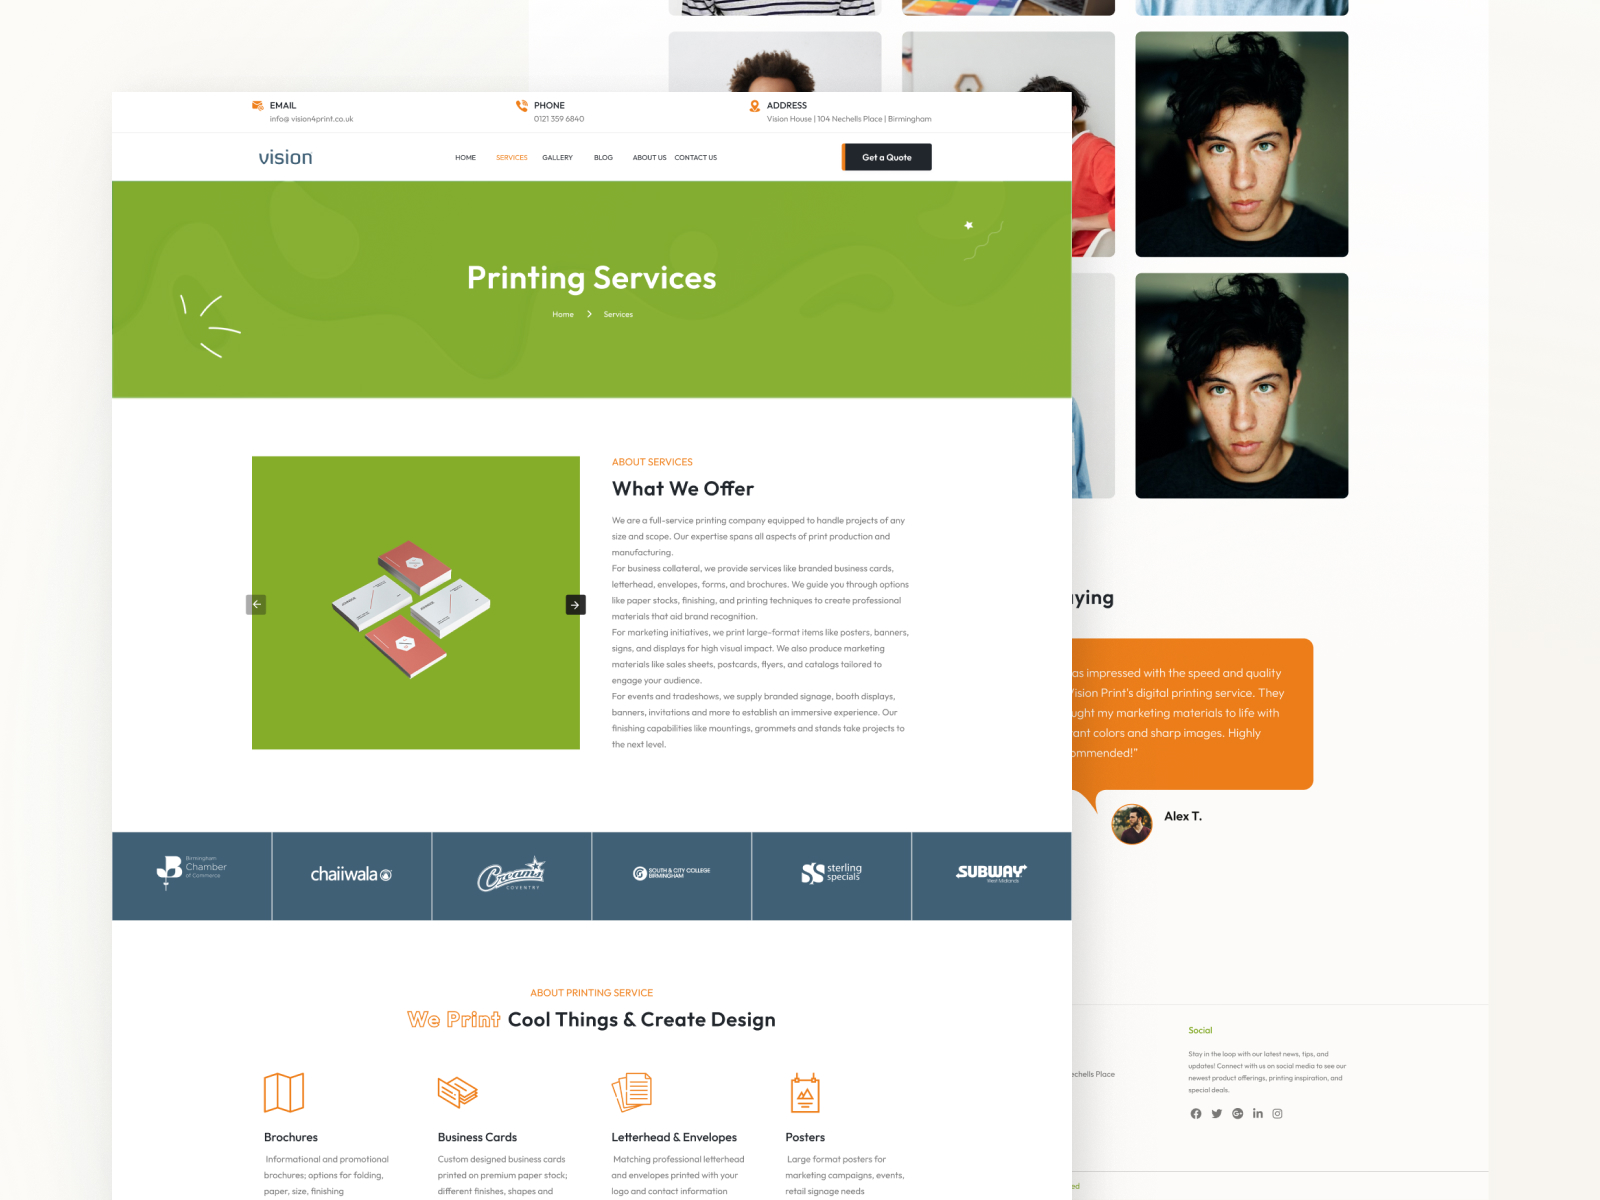 EMAIL
info@ vision4print.co.uk
PHONE
0121 359 6840
ADDRESS
Vision House | 104 Nechells Place | Birmingham
vision
HOME SERVICES GALLERY BLOG ABOUT US CONTACT US
Get a Quote
Printing Services
Home Services
ABOUT SERVICES
What We Offer
We are a full-service printing company equipped to handle projects of any
size and scope. Our expertise spans all aspects of print production and
manufacturing.
For business collateral, we provide services like branded business cards,
letterhead, envelopes, forms, and brochures. We guide you through options
like paper stocks, finishing, and printing techniques to create professional
materials that aid brand recognition.
For marketing initiatives, we print large-format items like posters, banners,
signs, and displays for high visual impact. We also produce marketing
materials like sales sheets, postcards, flyers, and catalogs tailored to
engage your audience.
For events and tradeshows, we supply branded signage, booth displays,
banners, invitations and more to establish an immersive experience. Our
finishing capabilities like mountings, grommets and stands take projects to
the next level.
Birmingham
Chamber
of Commerce
chaiiwala
Creams
COVENTRY
SOUTH & CITY COLLEGE
BIRMINGHAM
sterling
specials
SUBWAY
West Midlands
ABOUT PRINTING SERVICE
We Print Cool Things & Create Design
Brochures
Informational and promotional
brochures; options for folding,
paper, size, finishing
Business Cards
Custom designed business cards
printed on premium paper stock;
different finishes, shapes and
Letterhead & Envelopes
Matching professional letterhead
and envelopes printed with your
logo and contact information
Posters
Large format posters for
marketing campaigns, events,
retail signage needs
ying
as impressed with the speed and quality
Vision Print's digital printing service. They
ught my marketing materials to life with
ant colors and sharp images. Highly
ommended!"
Alex T.
echells Place
Social
Stay in the loop with our latest news, tips, and
updates! Connect with us on social media to see our
newest product offerings, printing inspiration, and
special deals.
ed